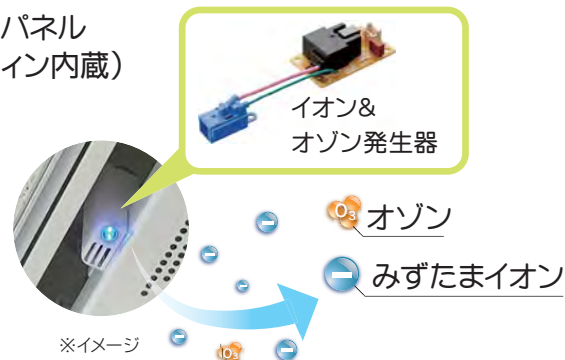 パネル
ィン内蔵）
イオン&
オゾン発生器
O₃ オゾン
みずたまイオン
※イメージ
O₃